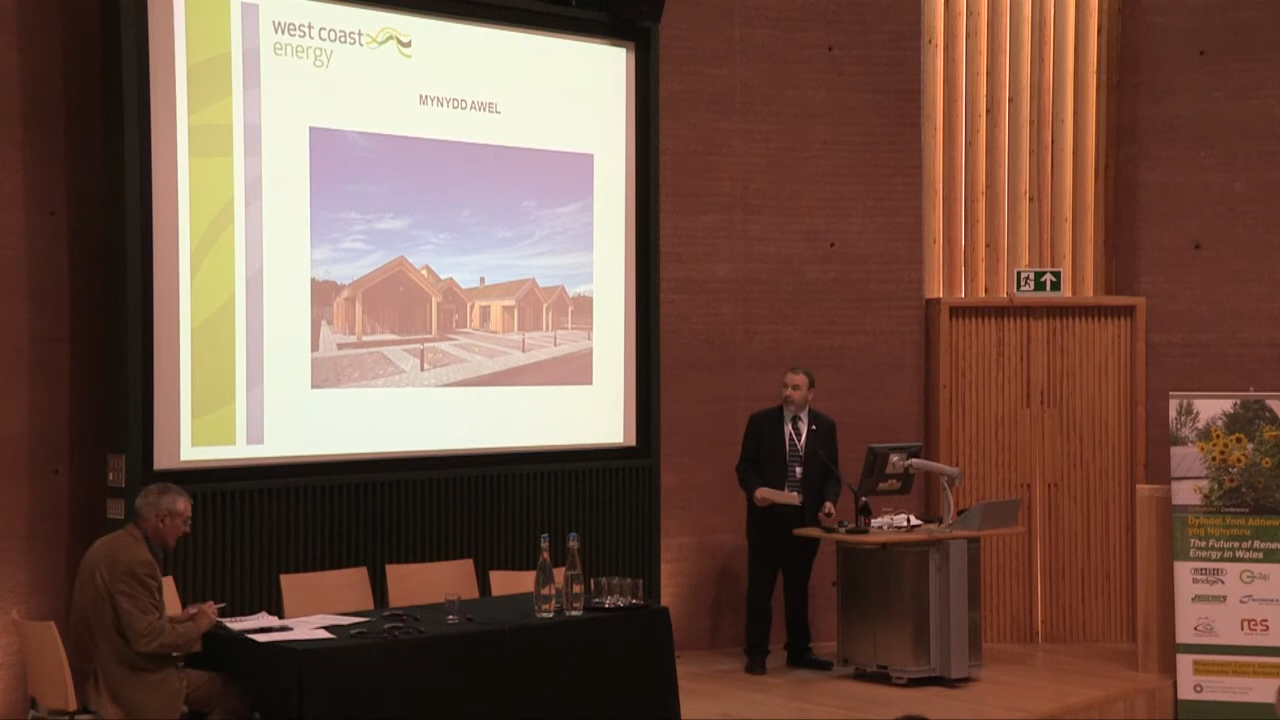 west coast
energy
MYNYDD AWEL
Conference
Dyfodol Ynni Adnew
yng Nghymru
The Future of Renew
Energy in Wales
Bridge
res